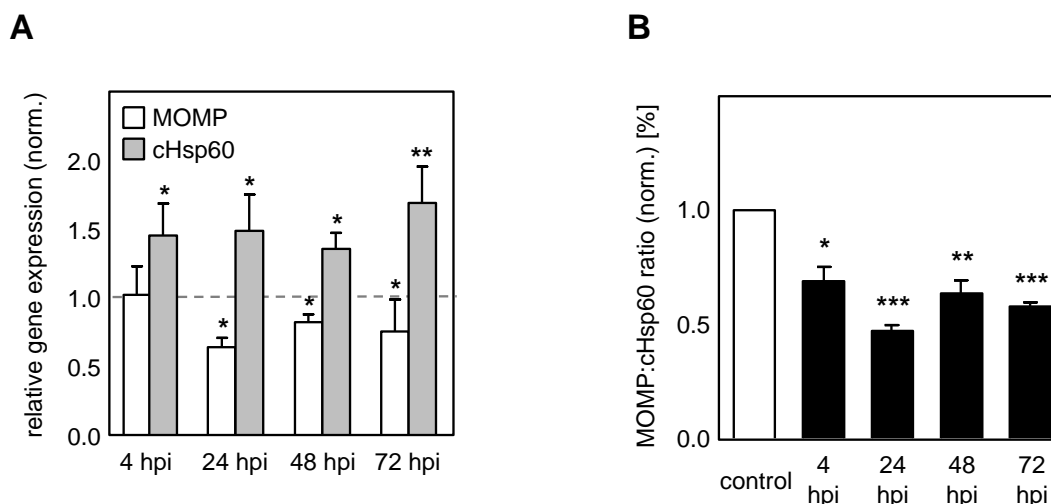 A
relative gene expression (norm.)
2.0
1.5
1.0
0.5
0.0
MOMP
cHsp60
*
*
*
**
*
*
*
4 hpi 24 hpi 48 hpi 72 hpi
B
MOMP:cHsp60 ratio (norm.) [%]
1.0
0.5
0.0
*
***
**
***
control
4
hpi
24
hpi
48
hpi
72
hpi